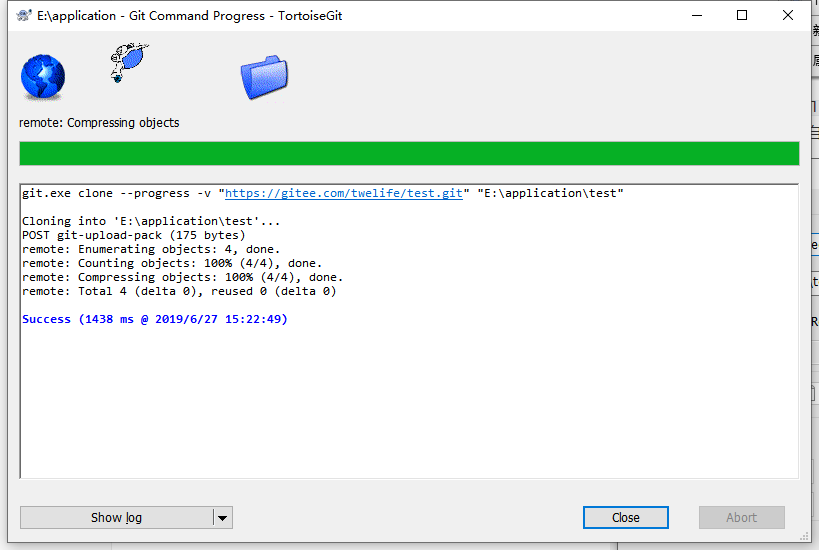 E:\application - Git Command Progress - TortoiseGit
remote: Compressing objects
git.exe clone --progress -v "https://gitee.com/twelife/test.git" "E:\application\test"
Cloning into 'E:\application\test'...
POST git-upload-pack (175 bytes)
remote: Enumerating objects: 4, done.
remote: Counting objects: 100% (4/4), done.
remote: Compressing objects: 100% (4/4), done.
remote: Total 4 (delta 0), reused 0 (delta 0)
Success (1438 ms @ 2019/6/27 15:22:49)
Show log
Close
Abort